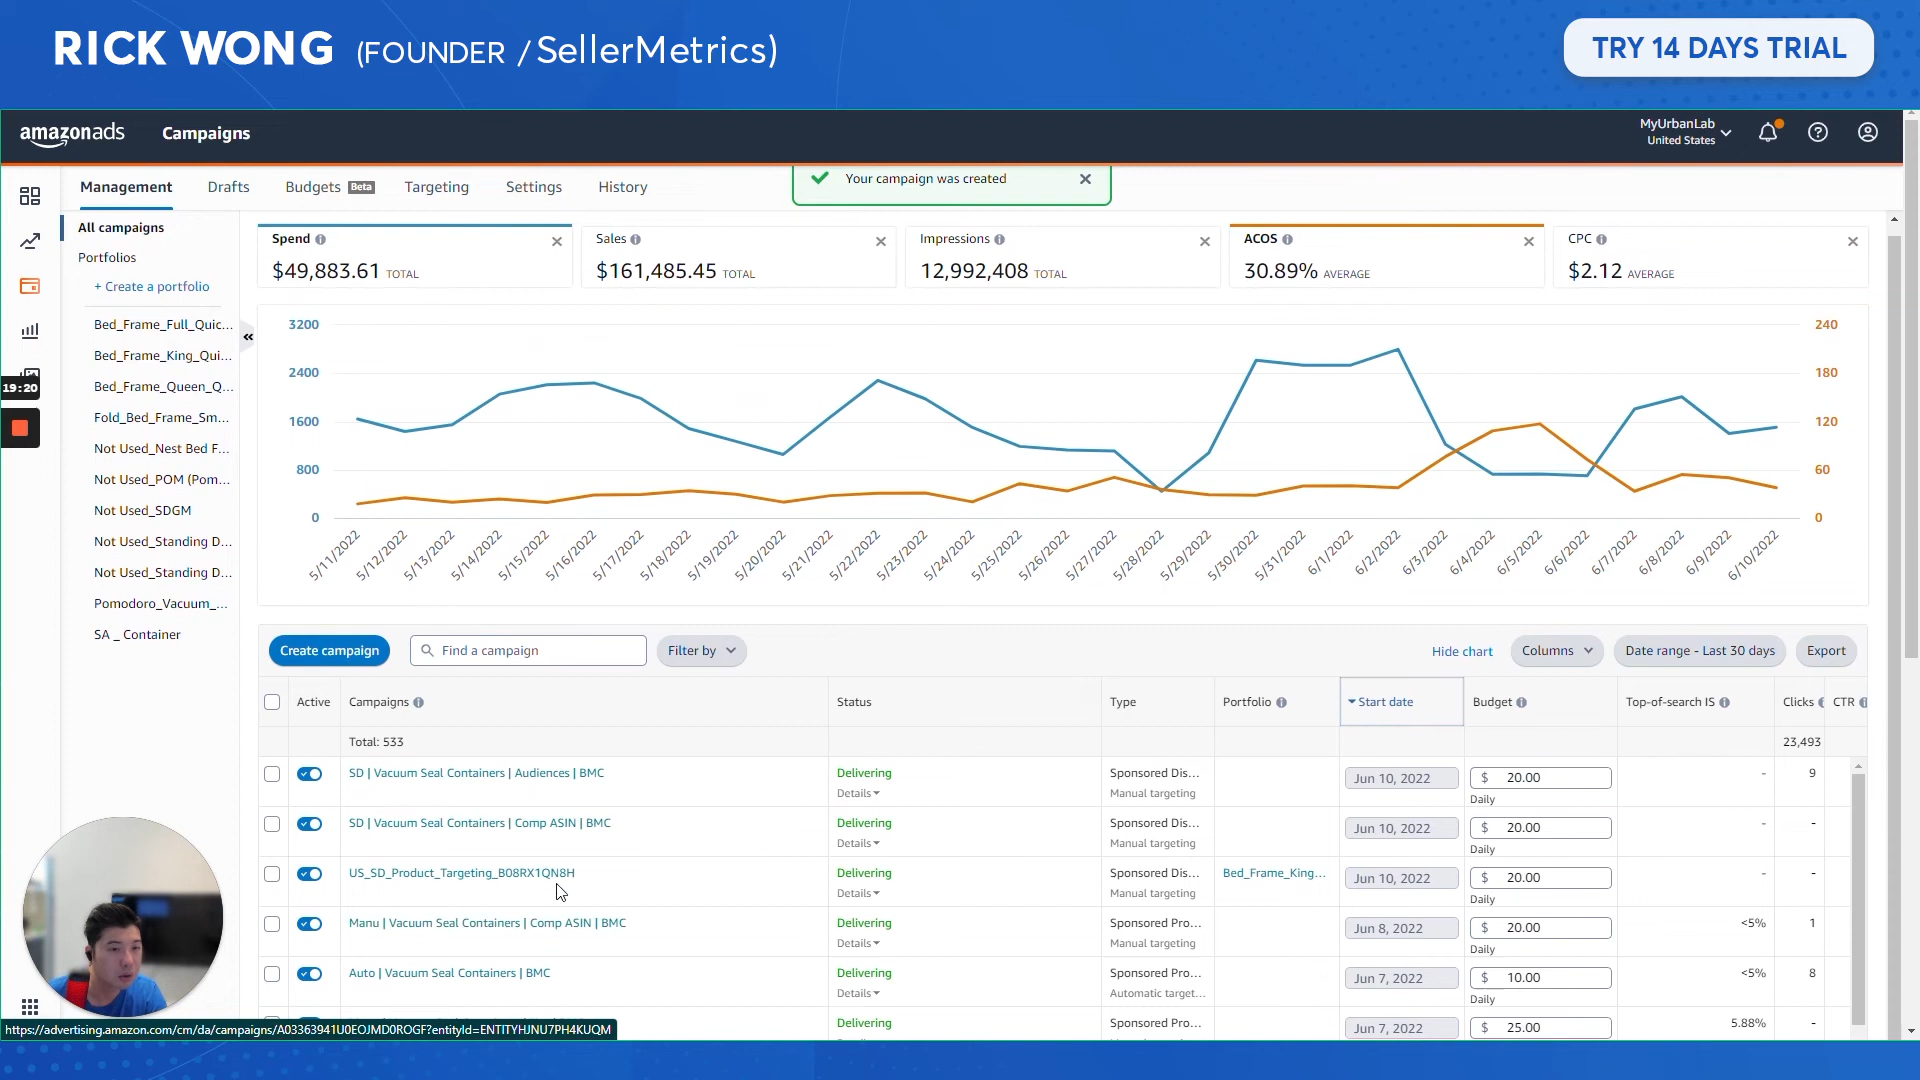 RICK WONG (FOUNDER / SellerMetrics)
TRY 14 DAYS TRIAL
amazonads Campaigns
MyUrbanLab
United States
Management Drafts Budgets Beta Targeting Settings History
Your campaign was created
All campaigns
Portfolios
+ Create a portfolio
Bed_Frame_Full_Quic...
Bed_Frame_King_Qui...
Bed_Frame_Queen_Q...
Fold_Bed_Frame_Sm...
Not Used_Nest Bed F...
Not Used_POM (Pom...
Not Used_SDGM
Not Used_Standing D...
Not Used_Standing D...
Pomodoro_Vacuum_...
SA _ Container
19:20
Spend Sales Impressions ACOS CPC
$49,883.61 TOTAL $161,485.45 TOTAL 12,992,408 TOTAL 30.89% AVERAGE $2.12 AVERAGE
3200 240
2400 180
1600 120
800 60
0 0
5/11/2022 5/12/2022 5/13/2022 5/14/2022 5/15/2022 5/16/2022 5/17/2022 5/18/2022 5/19/2022 5/20/2022 5/21/2022 5/22/2022 5/23/2022 5/24/2022 5/25/2022 5/26/2022 5/27/2022 5/28/2022 5/29/2022 5/30/2022 5/31/2022 6/1/2022 6/2/2022 6/3/2022 6/4/2022 6/5/2022 6/6/2022 6/7/2022 6/8/2022 6/9/2022 6/10/2022
Create campaign Find a campaign Filter by Hide chart Columns Date range - Last 30 days Export
Active Campaigns Status Type Portfolio Start date Budget Top-of-search IS Clicks CTR
Total: 533 23,493
SD | Vacuum Seal Containers | Audiences | BMC Delivering Sponsored Dis... Jun 10, 2022 $ 20.00 - 9
Details Manual targeting Daily
SD | Vacuum Seal Containers | Comp ASIN | BMC Delivering Sponsored Dis... Jun 10, 2022 $ 20.00 - -
Details Manual targeting Daily
US_SD_Product_Targeting_B08RX1QN8H Delivering Sponsored Dis... Bed_Frame_King... Jun 10, 2022 $ 20.00 - -
Details Manual targeting Daily
Manu | Vacuum Seal Containers | Comp ASIN | BMC Delivering Sponsored Pro... Jun 8, 2022 $ 20.00 <5% 1
Details Manual targeting Daily
Auto | Vacuum Seal Containers | BMC Delivering Sponsored Pro... Jun 7, 2022 $ 10.00 <5% 8
Details Automatic target... Daily
Delivering Sponsored Pro... Jun 7, 2022 $ 25.00 5.88% -
https://advertising.amazon.com/cm/da/campaigns/A03363941U0EOJMD0ROGF?entityId=ENTITYHJNU7PH4KUQM